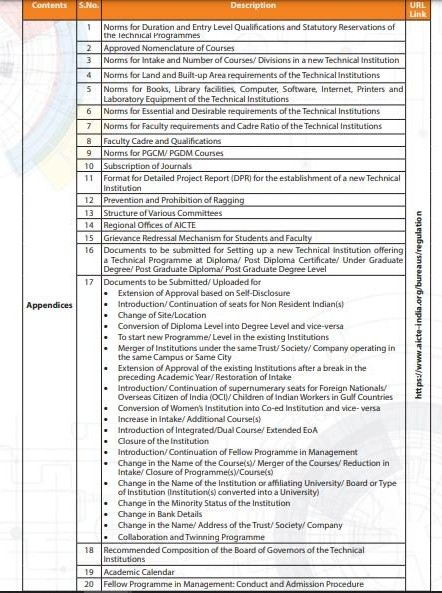 Contents S.No. Description URL
Link
1 Norms for Duration and Entry Level Qualifications and Statutory Reservations of
the Technical Programmes
2 Approved Nomenclature of Courses
3 Norms for Intake and Number of Courses/ Divisions in a new Technical Institution
4 Norms for Land and Built-up Area requirements of the Technical Institutions
5 Norms for Books, Library facilities, Computer, Software, Internet, Printers and
Laboratory Equipment of the Technical Institutions
6 Norms for Essential and Desirable requirements of the Technical Institutions
7 Norms for Faculty requirements and Cadre Ratio of the Technical Institutions
8 Faculty Cadre and Qualifications
9 Norms for PGCM/ PGDM Courses
10 Subscription of Journals
11 Format for Detailed Project Report (DPR) for the establishment of a new Technical
Institution
12 Prevention and Prohibition of Ragging
13 Structure of Various Committees
14 Regional Offices of AICTE
15 Grievance Redressal Mechanism for Students and Faculty
16 Documents to be submitted for Setting up a new Technical Institution offering
a Technical Programme at Diploma/ Post Diploma Certificate/ Under Graduate
Degree/ Post Graduate Diploma/ Post Graduate Degree Level
Appendices
17 Documents to be Submitted/ Uploaded for
• Extension of Approval based on Self-Disclosure
• Introduction/ Continuation of seats for Non Resident Indian(s)
• Change of Site/Location
• Conversion of Diploma Level into Degree Level and vice-versa
• To start new Programme/ Level in the existing Institutions
• Merger of Institutions under the same Trust/ Society/ Company operating in
the same Campus or Same City
• Extension of Approval of the existing Institutions after a break in the
preceding Academic Year/ Restoration of Intake
• Introduction/ Continuation of supernumerary seats for Foreign Nationals/
Overseas Citizen of India (OCI)/ Children of Indian Workers in Gulf Countries
• Conversion of Women's Institution into Co-ed Institution and vice- versa
• Increase in Intake/ Additional Course(s)
• Introduction of Integrated/Dual Course/ Extended EoA
• Closure of the Institution
• Introduction/ Continuation of Fellow Programme in Management
• Change in the Name of the Course(s)/ Merger of the Courses/ Reduction in
Intake/ Closure of Programme(s)/Course(s)
• Change in the Name of the Institution or affiliating University/ Board or Type
of Institution (Institution(s) converted into a University)
• Change in the Minority Status of the Institution
• Change in Bank Details
• Change in the Name/ Address of the Trust/ Society/ Company
• Collaboration and Twinning Programme
18 Recommended Composition of the Board of Governors of the Technical
Institutions
19 Academic Calendar
20 Fellow Programme in Management: Conduct and Admission Procedure
https://www.aicte-india.org/bureaus/regulation